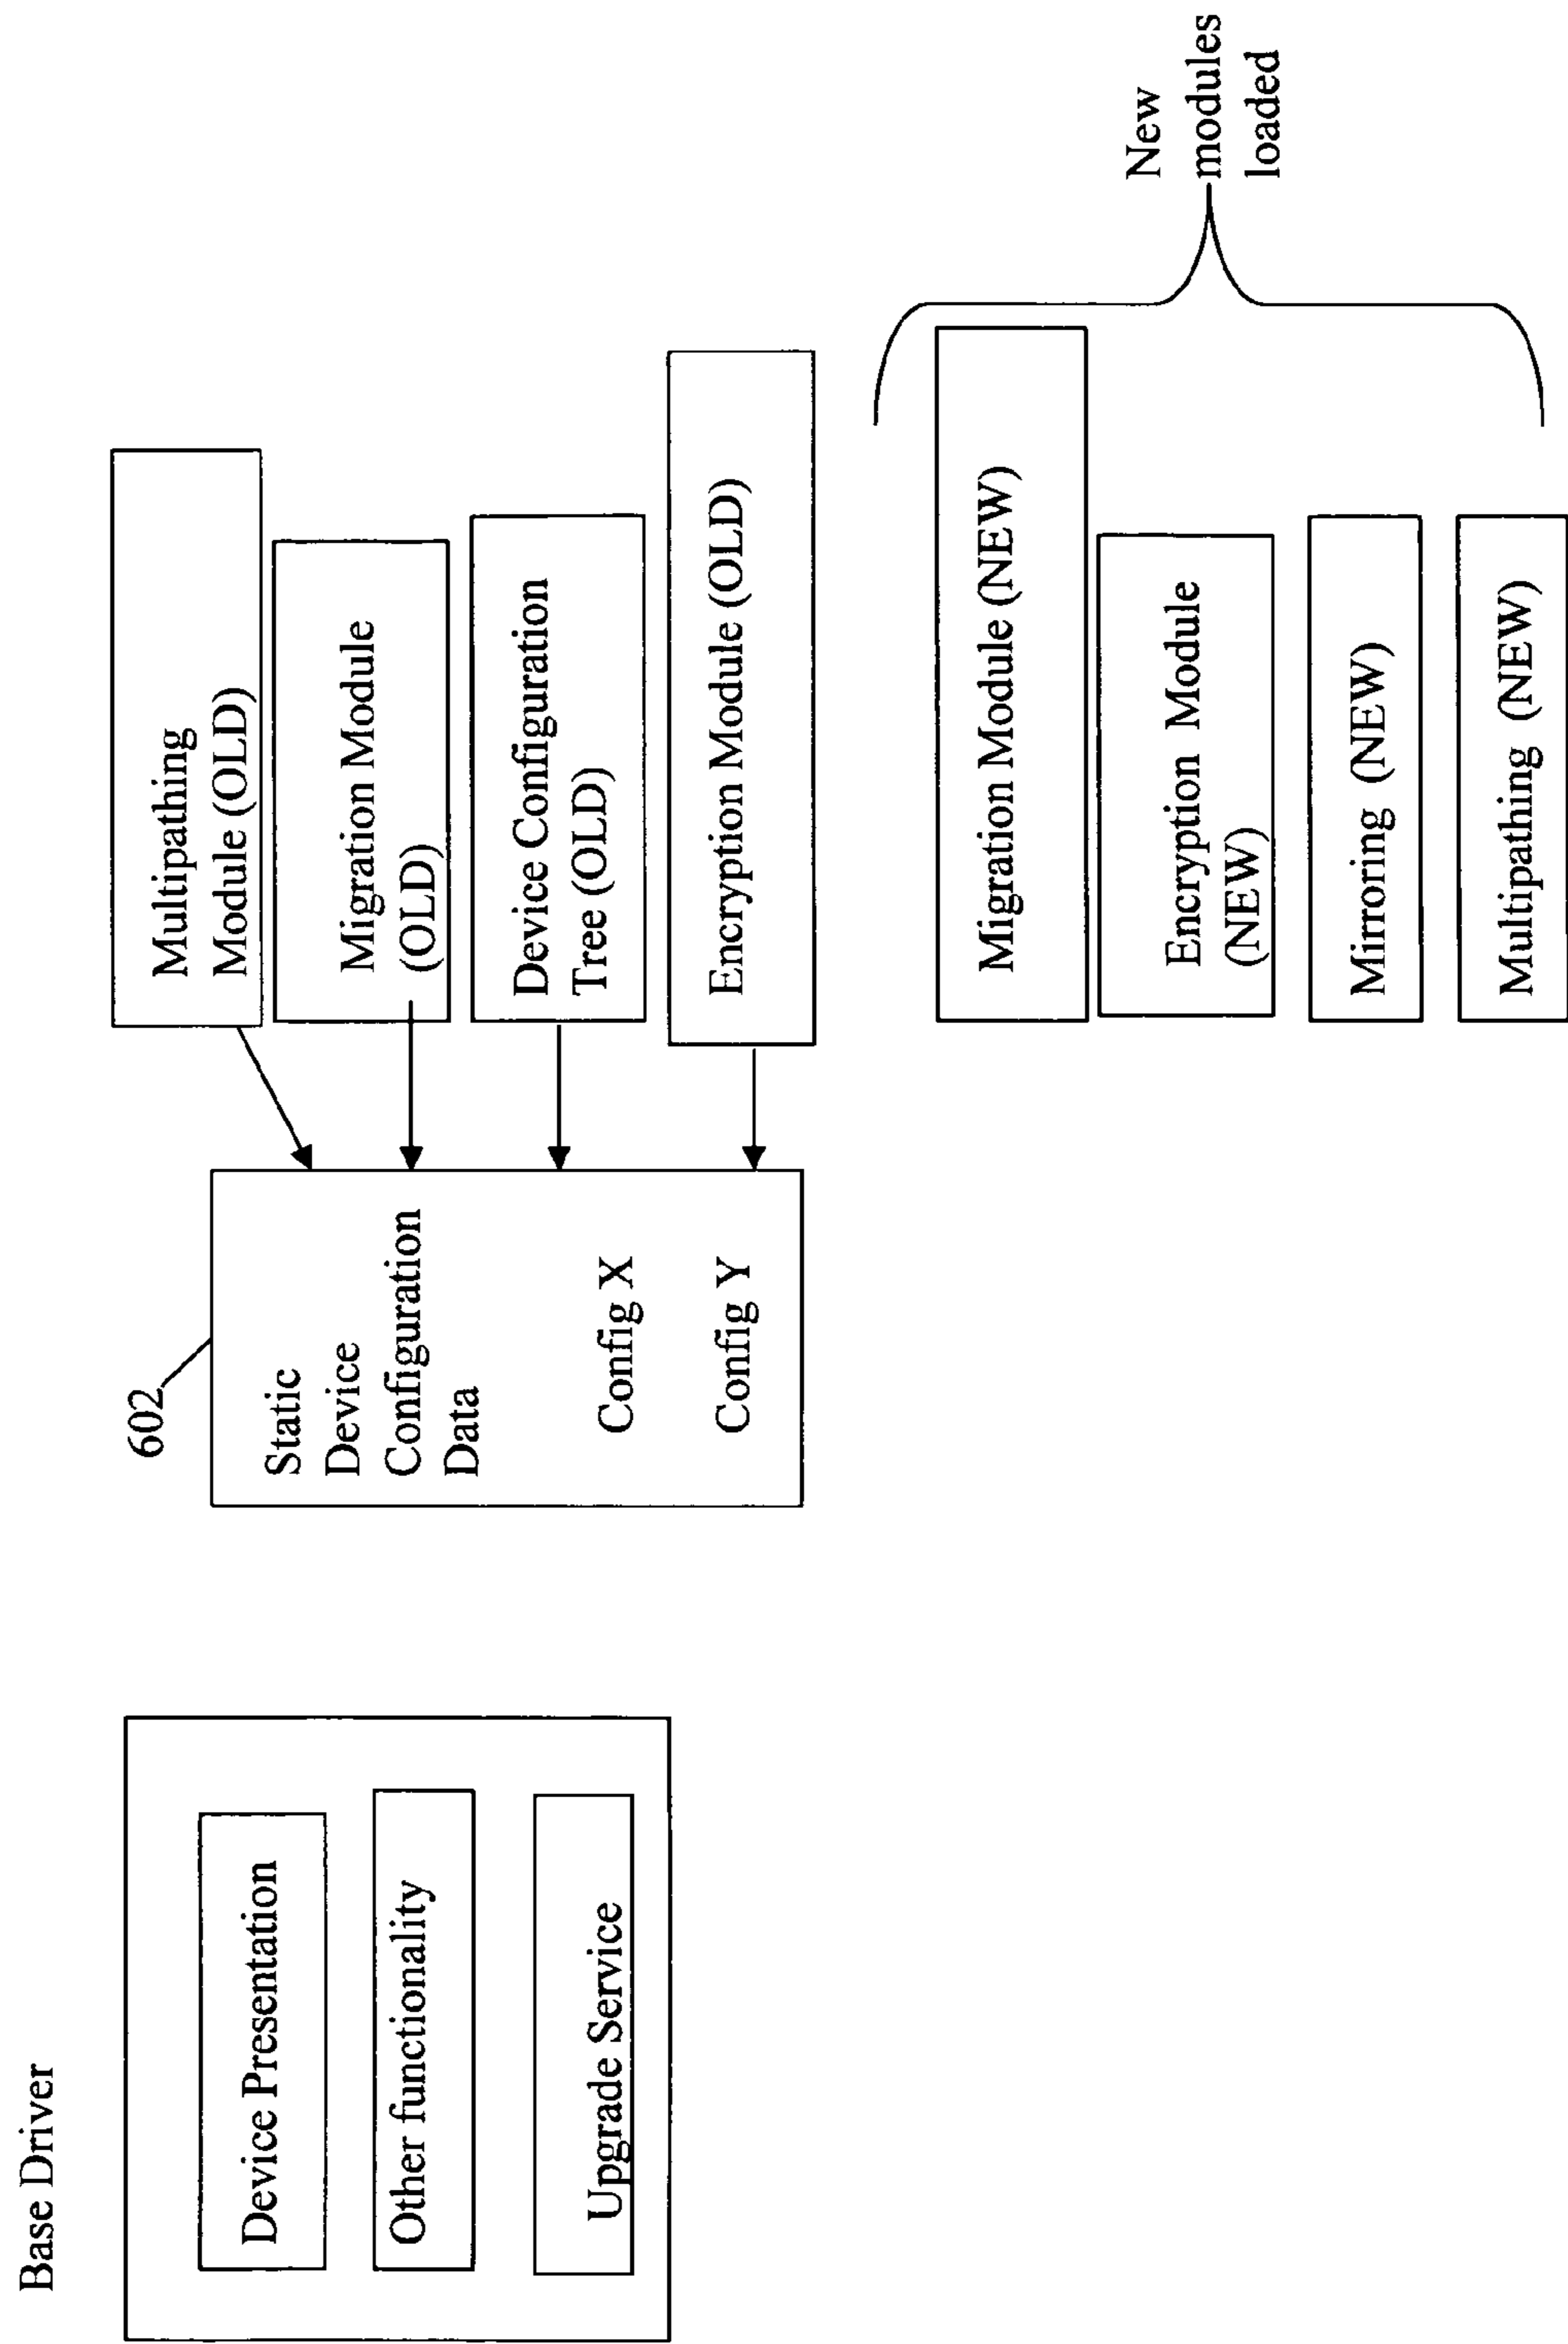 Base Driver
Device Presentation
Other functionality
Upgrade Service
602
Static
Device
Configuration
Data
Config X
Config Y
Multipathing
Module (OLD)
Migration Module
(OLD)
Device Configuration
Tree (OLD)
Encryption Module (OLD)
Migration Module (NEW)
Encryption Module
(NEW)
Mirroring (NEW)
Multipathing (NEW)
New
modules
loaded